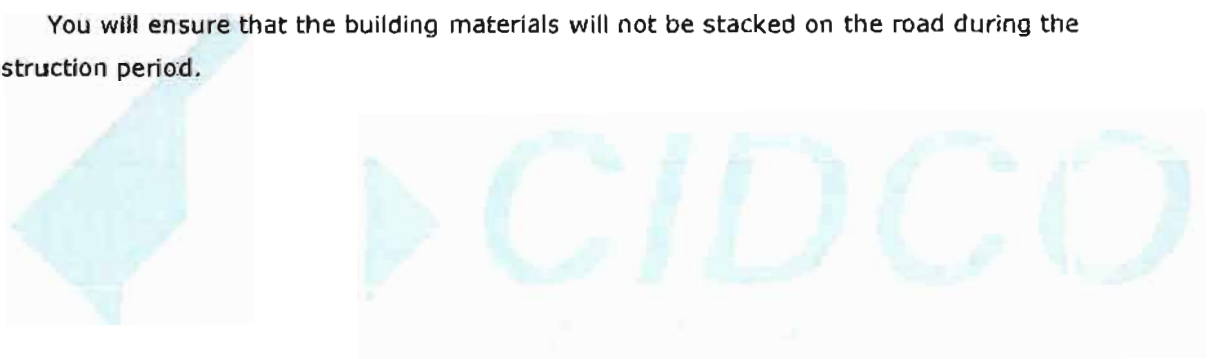 You will ensure that the building materials will not be stacked on the road during the
struction period.
CIDCO